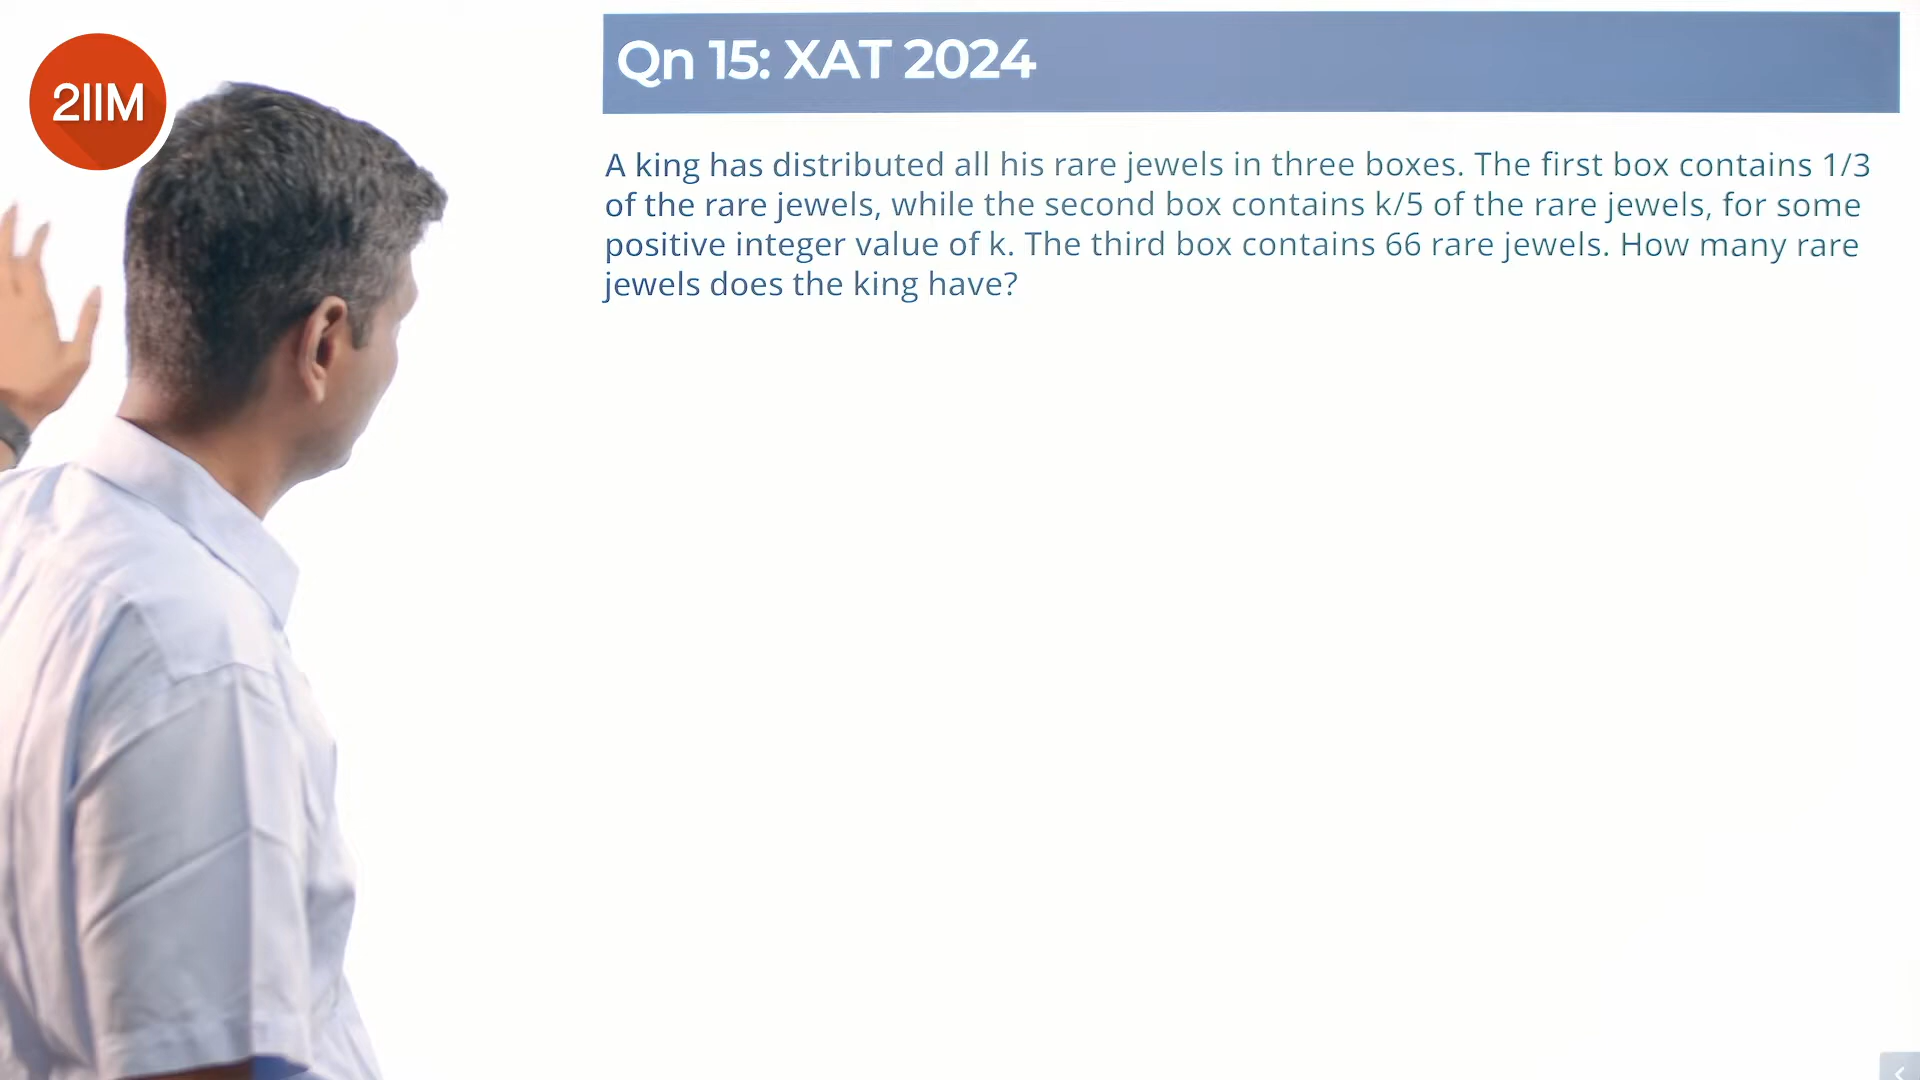 2IIM
Qn 15: XAT 2024
A king has distributed all his rare jewels in three boxes. The first box contains 1/3
of the rare jewels, while the second box contains k/5 of the rare jewels, for some
positive integer value of k. The third box contains 66 rare jewels. How many rare
jewels does the king have?